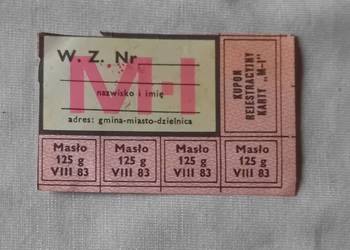 W. Z. Nr
M-I
nazwisko i imię
adres: gmina-miasto-dzielnica
KUPON
REJESTRACYJNY
KARTY „M-I"
Masło
125 g
VIII 83
Masło
125 g
VIII 83
Masło
125 g
VIII 83
Masło
125 g
VIII 83